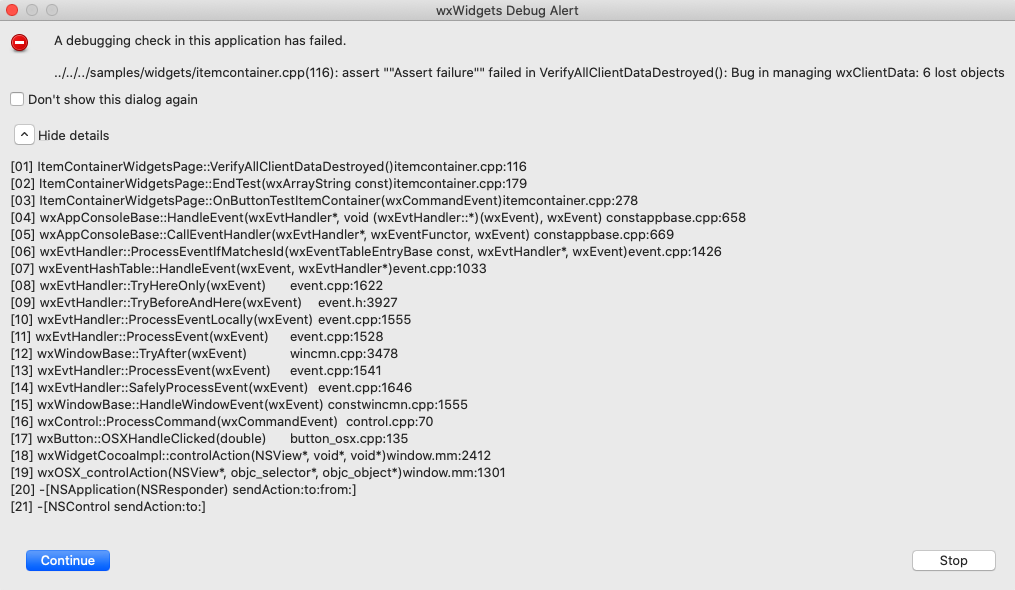 wxWidgets Debug Alert
A debugging check in this application has failed.
../../../samples/widgets/itemcontainer.cpp(116): assert ""Assert failure"" failed in VerifyAllClientDataDestroyed(): Bug in managing wxClientData: 6 lost objects
Don't show this dialog again
Hide details
[01] ItemContainerWidgetsPage::VerifyAllClientDataDestroyed()itemcontainer.cpp:116
[02] ItemContainerWidgetsPage::EndTest(wxArrayString const)itemcontainer.cpp:179
[03] ItemContainerWidgetsPage::OnButtonTestItemContainer(wxCommandEvent)itemcontainer.cpp:278
[04] wxAppConsoleBase::HandleEvent(wxEvtHandler*, void (wxEvtHandler::*)(wxEvent), wxEvent) constappbase.cpp:658
[05] wxAppConsoleBase::CallEventHandler(wxEvtHandler*, wxEventFunctor, wxEvent) constappbase.cpp:669
[06] wxEvtHandler::ProcessEventIfMatchesId(wxEventTableEntryBase const, wxEvtHandler*, wxEvent)event.cpp:1426
[07] wxEventHashTable::HandleEvent(wxEvent, wxEvtHandler*)event.cpp:1033
[08] wxEvtHandler::TryHereOnly(wxEvent) event.cpp:1622
[09] wxEvtHandler::TryBeforeAndHere(wxEvent) event.h:3927
[10] wxEvtHandler::ProcessEventLocally(wxEvent) event.cpp:1555
[11] wxEvtHandler::ProcessEvent(wxEvent) event.cpp:1528
[12] wxWindowBase::TryAfter(wxEvent) wincmn.cpp:3478
[13] wxEvtHandler::ProcessEvent(wxEvent) event.cpp:1541
[14] wxEvtHandler::SafelyProcessEvent(wxEvent) event.cpp:1646
[15] wxWindowBase::HandleWindowEvent(wxEvent) constwincmn.cpp:1555
[16] wxControl::ProcessCommand(wxCommandEvent) control.cpp:70
[17] wxButton::OSXHandleClicked(double) button_osx.cpp:135
[18] wxWidgetCocoaImpl::controlAction(NSView*, void*, void*)window.mm:2412
[19] wxOSX_controlAction(NSView*, objc_selector*, objc_object*)window.mm:1301
[20] -[NSApplication(NSResponder) sendAction:to:from:]
[21] -[NSControl sendAction:to:]
Continue
Stop